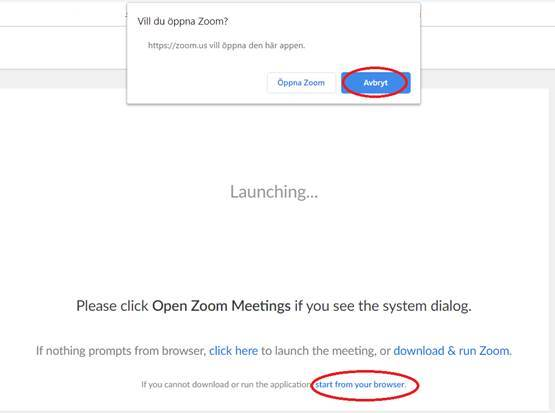 Vill du öppna Zoom?
https://zoom.us vill öppna den här appen.
Öppna Zoom
Avbryt
Launching...
Please click Open Zoom Meetings if you see the system dialog.
If nothing prompts from browser, click here to launch the meeting, or download & run Zoom.
If you cannot download or run the application, start from your browser.